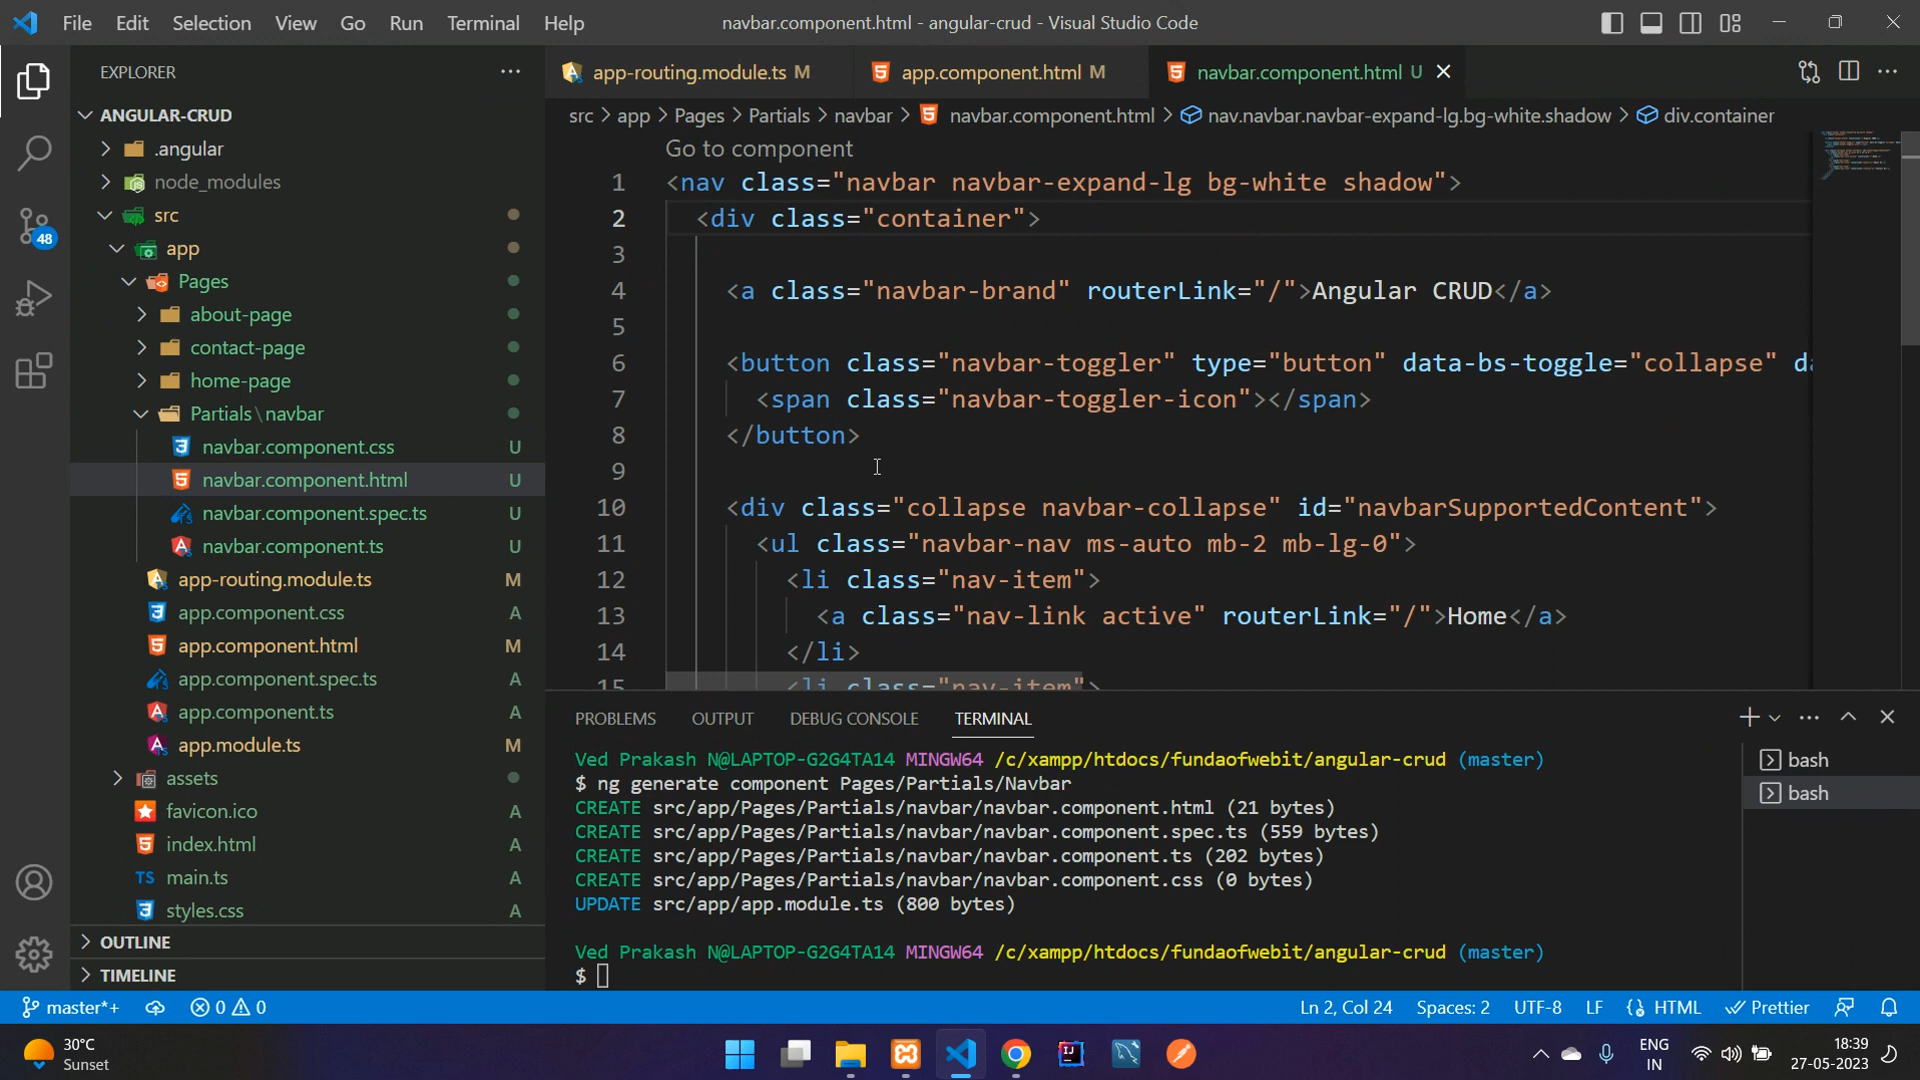 File Edit Selection View Go Run Terminal Help
navbar.component.html - angular-crud - Visual Studio Code
EXPLORER
ANGULAR-CRUD
.angular
node_modules
src
app
Pages
about-page
contact-page
home-page
Partials\navbar
navbar.component.css U
navbar.component.html U
navbar.component.spec.ts U
navbar.component.ts U
app-routing.module.ts M
app.component.css A
app.component.html M
app.component.spec.ts A
app.component.ts A
app.module.ts M
assets
favicon.ico A
index.html A
TS main.ts A
styles.css A
OUTLINE
TIMELINE
48
app-routing.module.ts M
app.component.html M
navbar.component.html U
src > app > Pages > Partials > navbar > navbar.component.html > nav.navbar.navbar-expand-lg.bg-white.shadow > div.container
Go to component
1 <nav class="navbar navbar-expand-lg bg-white shadow">
2 <div class="container">
3
4 <a class="navbar-brand" routerLink="/">Angular CRUD</a>
5
6 <button class="navbar-toggler" type="button" data-bs-toggle="collapse" da
7 <span class="navbar-toggler-icon"></span>
8 </button>
9
10 <div class="collapse navbar-collapse" id="navbarSupportedContent">
11 <ul class="navbar-nav ms-auto mb-2 mb-lg-0">
12 <li class="nav-item">
13 <a class="nav-link active" routerLink="/">Home</a>
14 </li>
15 <li class="nav-item">
PROBLEMS OUTPUT DEBUG CONSOLE TERMINAL
Ved Prakash N@LAPTOP-G2G4TA14 MINGW64 /c/xampp/htdocs/fundaofwebit/angular-crud (master)
$ ng generate component Pages/Partials/Navbar
CREATE src/app/Pages/Partials/navbar/navbar.component.html (21 bytes)
CREATE src/app/Pages/Partials/navbar/navbar.component.spec.ts (559 bytes)
CREATE src/app/Pages/Partials/navbar/navbar.component.ts (202 bytes)
CREATE src/app/Pages/Partials/navbar/navbar.component.css (0 bytes)
UPDATE src/app/app.module.ts (800 bytes)
Ved Prakash N@LAPTOP-G2G4TA14 MINGW64 /c/xampp/htdocs/fundaofwebit/angular-crud (master)
$
bash
bash
master*+ 0 0
Ln 2, Col 24 Spaces: 2 UTF-8 LF HTML Prettier
30°C
Sunset
ENG
IN
18:39
27-05-2023